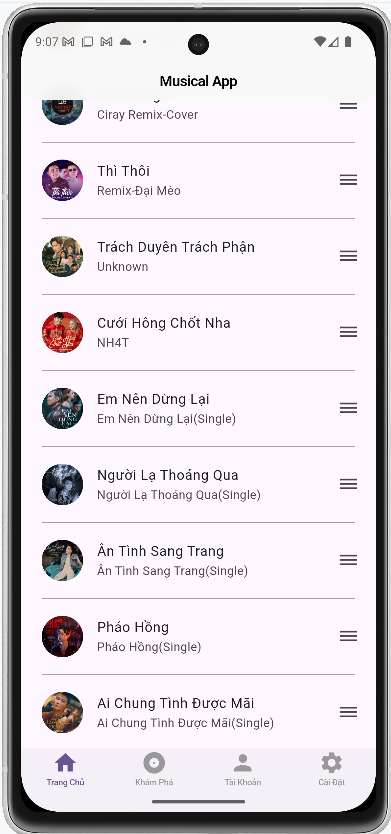 9:07
Musical App
Ciray Remix-Cover
Thì Thôi
Remix-Đại Mèo
Trách Duyên Trách Phận
Unknown
Cưới Hông Chốt Nha
NH4T
Em Nên Dừng Lại
Em Nên Dừng Lại(Single)
Người Lạ Thoáng Qua
Người Lạ Thoáng Qua(Single)
Ân Tình Sang Trang
Ân Tình Sang Trang(Single)
Pháo Hồng
Pháo Hồng(Single)
Ai Chung Tình Được Mãi
Ai Chung Tình Được Mãi(Single)
Trang Chủ
Khám Phá
Tài Khoản
Cài Đặt